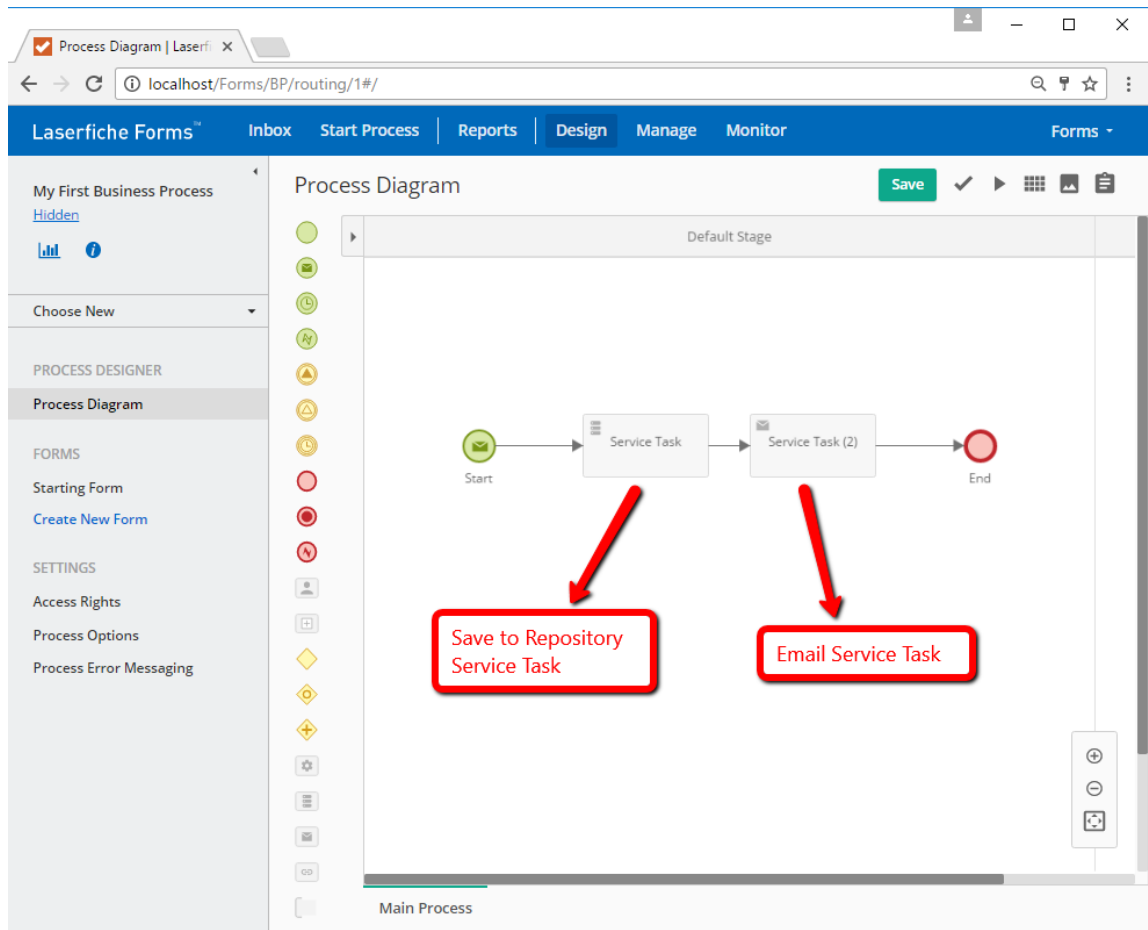 Process Diagram | Laserfi
localhost/Forms/BP/routing/1#/
Laserfiche Forms™ Inbox Start Process Reports Design Manage Monitor Forms
My First Business Process
Hidden
Choose New
PROCESS DESIGNER
Process Diagram
FORMS
Starting Form
Create New Form
SETTINGS
Access Rights
Process Options
Process Error Messaging
Process Diagram
Save
Default Stage
Start
Service Task
Service Task (2)
End
Save to Repository
Service Task
Email Service Task
Main Process